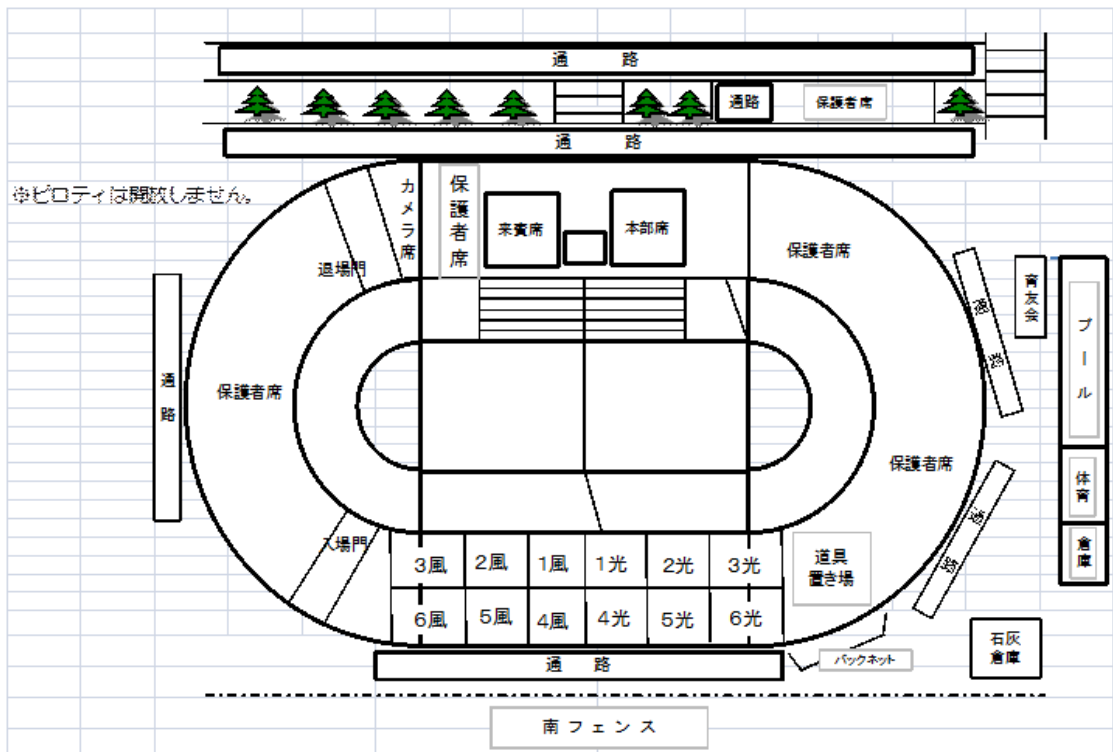 通 路
通路
保護者席
通 路
※ピロティは開放しません。
カメラ席
保護者席
来賓席
本部席
保護者席
退場門
通路
育友会
プール
通路
保護者席
保護者席
体育
倉庫
通路
入場門
3風
2風
1風
1光
2光
3光
道具
置き場
6風
5風
4風
4光
5光
6光
石灰
倉庫
通 路
バックネット
南フェンス